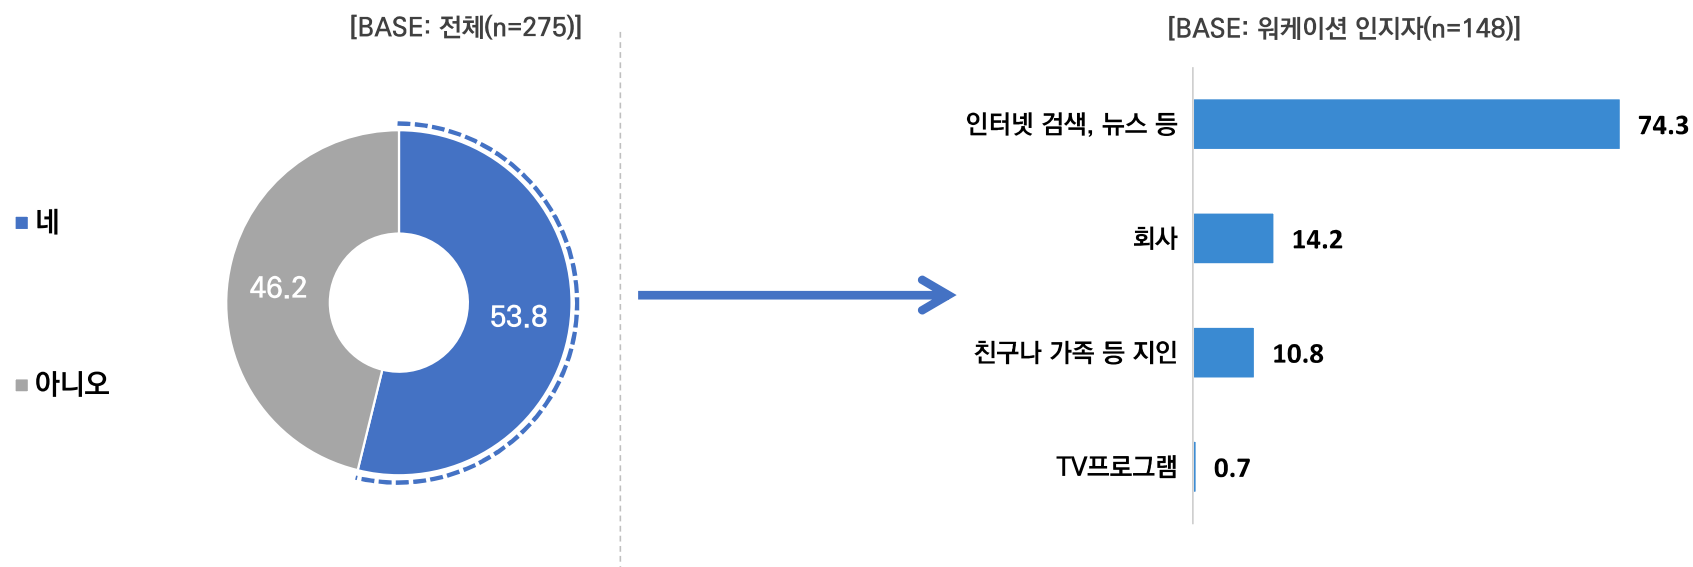 [BASE: 전체(n=275)]
네
아니오
46.2
53.8
[BASE: 워케이션 인지자(n=148)]
인터넷 검색, 뉴스 등 74.3
회사 14.2
친구나 가족 등 지인 10.8
TV프로그램 0.7